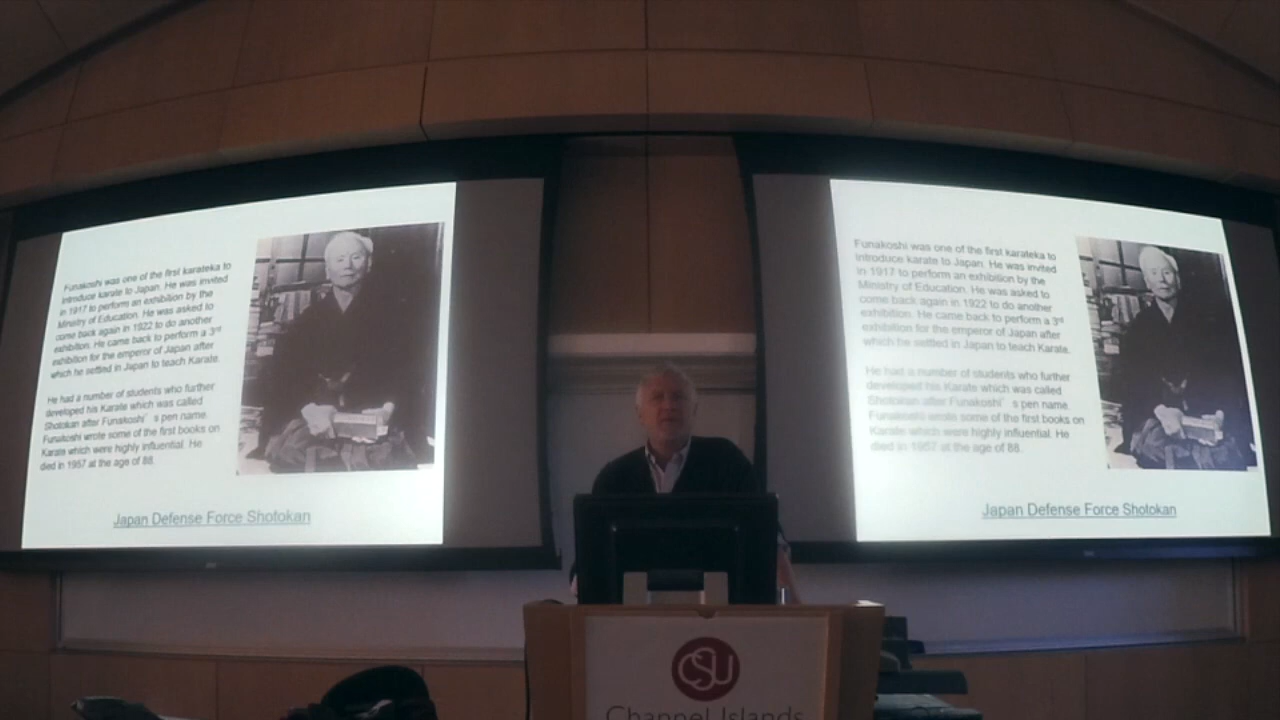 Funakoshi was one of the first karateka to
introduce karate to Japan. He was invited
in 1917 to perform an exhibition by the
Ministry of Education. He was asked to
come back again in 1922 to do another
exhibition. He came back to perform a 3rd
exhibition for the emperor of Japan after
which he settled in Japan to teach Karate.
He had a number of students who further
developed his Karate which was called
Shotokan after Funakoshi' s pen name.
Funakoshi wrote some of the first books on
Karate which were highly influential. He
died in 1957 at the age of 88.
Japan Defense Force Shotokan
Funakoshi was one of the first karateka to
introduce karate to Japan. He was invited
in 1917 to perform an exhibition by the
Ministry of Education. He was asked to
come back again in 1922 to do another
exhibition. He came back to perform a 3rd
exhibition for the emperor of Japan after
which he settled in Japan to teach Karate.
He had a number of students who further
developed his Karate which was called
Shotokan after Funakoshi' s pen name.
Funakoshi wrote some of the first books on
Karate which were highly influential. He
died in 1957 at the age of 88.
Japan Defense Force Shotokan
CSU
Channel Islands